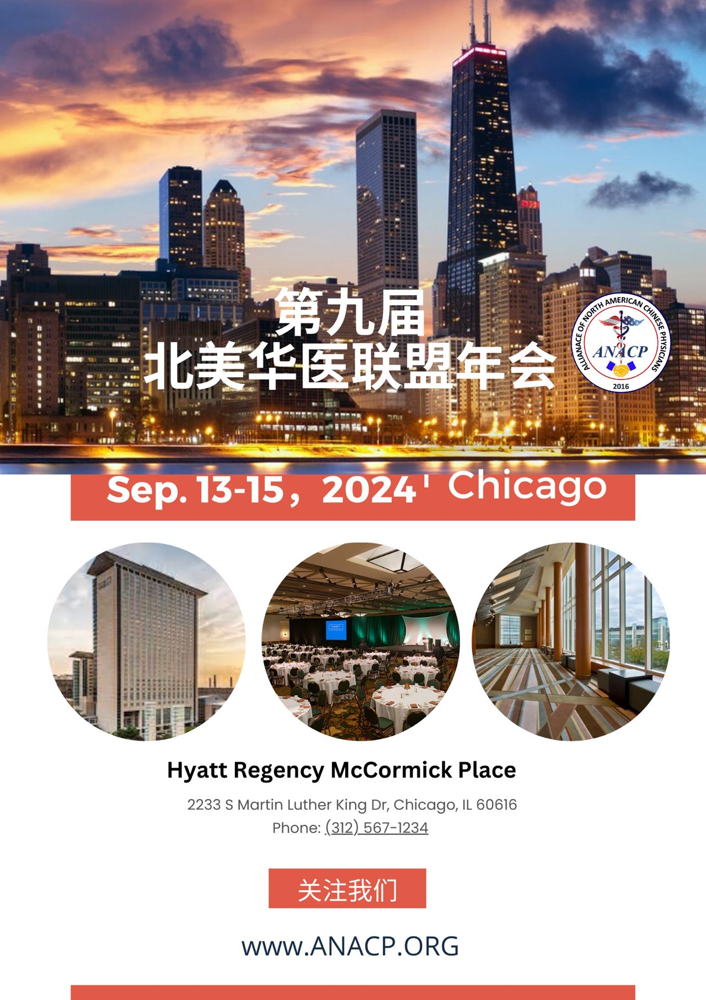 第九届
北美华医联盟年会
ALLIANACE OF NORTH AMERICAN CHINESE PHYSICIANS
ANACP
2016
Sep. 13-15，2024' Chicago
Hyatt Regency McCormick Place
2233 S Martin Luther King Dr, Chicago, IL 60616
Phone: (312) 567-1234
关注我们
www.ANACP.ORG